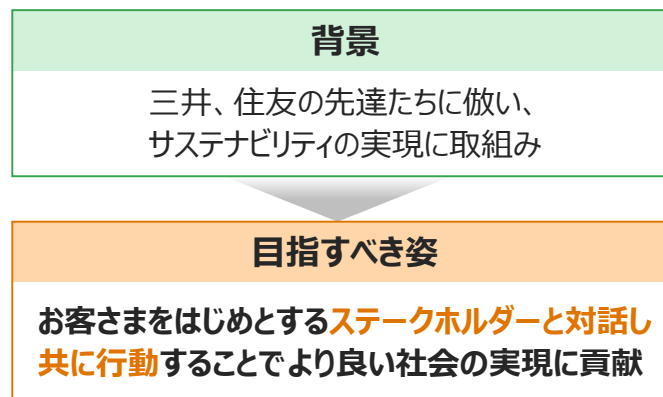 背景
三井、住友の先達たちに倣い、
サステナビリティの実現に取組み
目指すべき姿
お客さまをはじめとするステークホルダーと対話し
共に行動することでより良い社会の実現に貢献